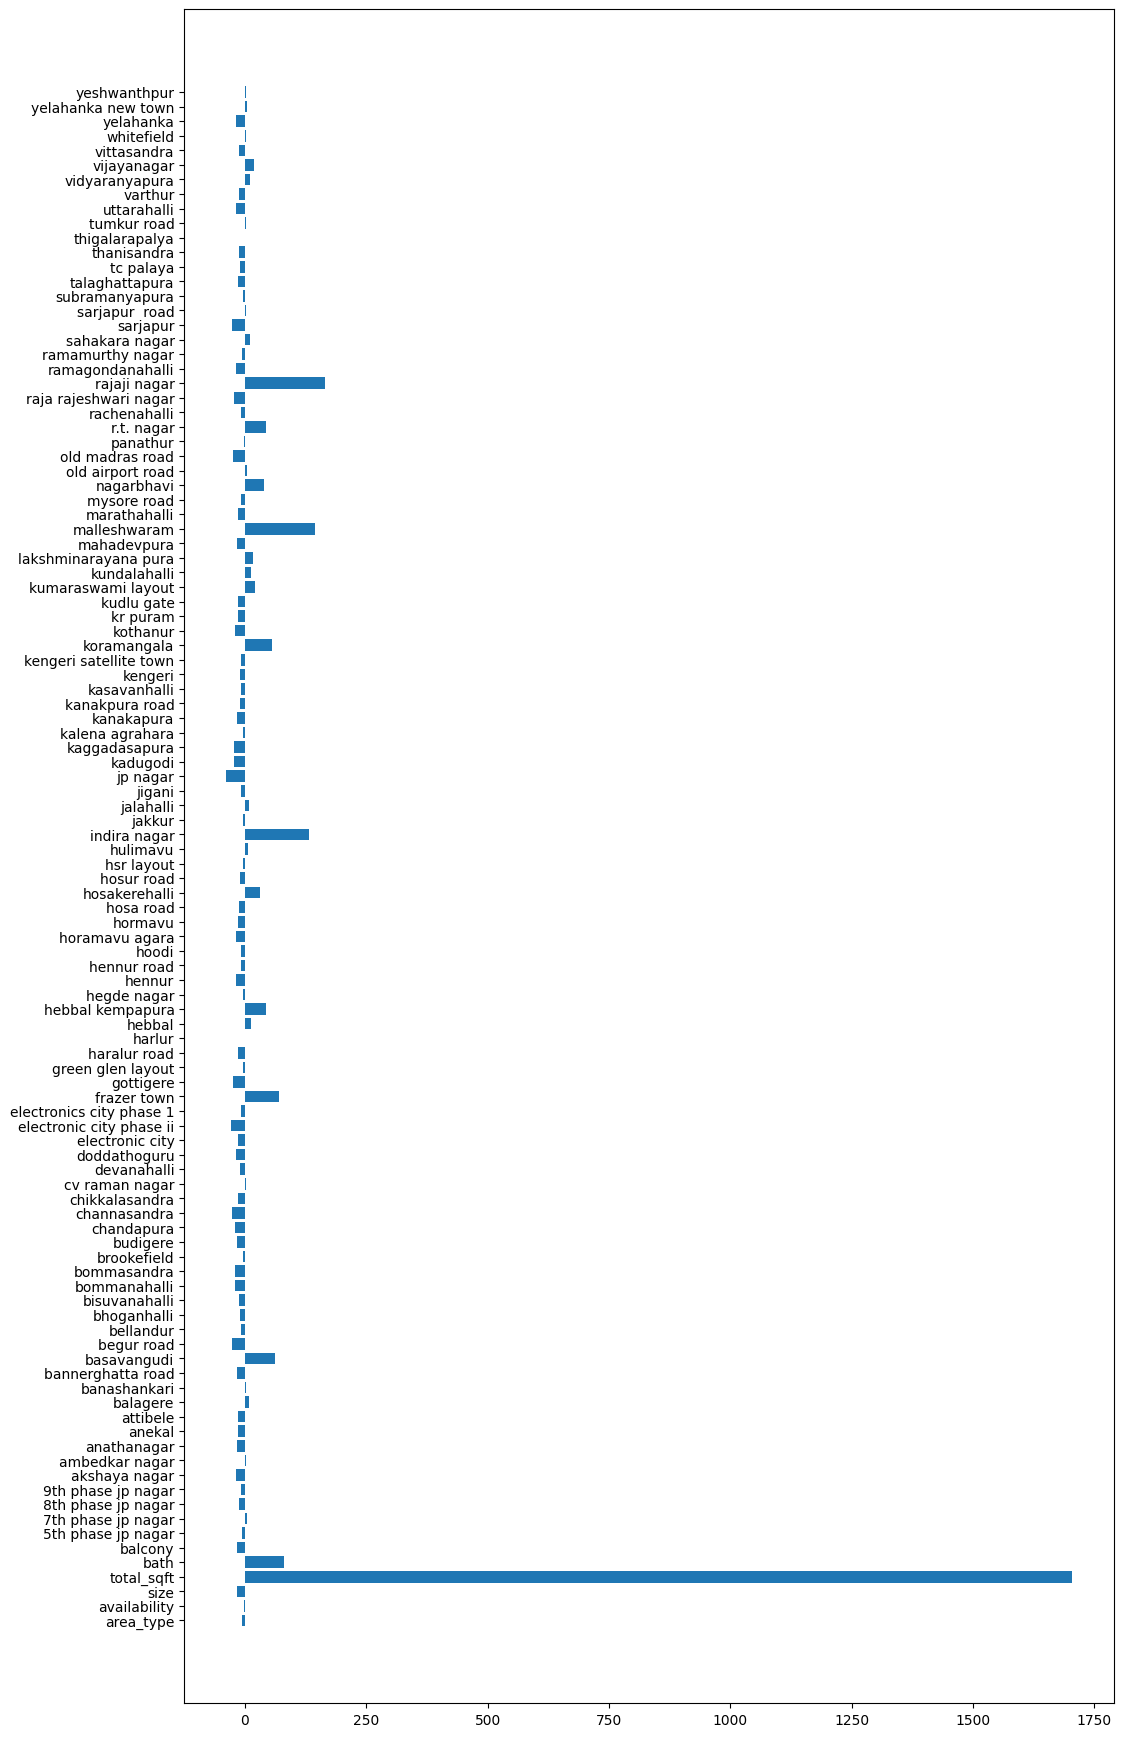 yeshwanthpur
yelahanka new town
yelahanka
whitefield
vittasandra
vijayanagar
vidyaranyapura
varthur
uttarahalli
tumkur road
thigalarapalya
thanisandra
tc palaya
talaghattapura
subramanyapura
sarjapur  road
sarjapur
sahakara nagar
ramamurthy nagar
ramagondanahalli
rajaji nagar
raja rajeshwari nagar
rachenahalli
r.t. nagar
panathur
old madras road
old airport road
nagarbhavi
mysore road
marathahalli
malleshwaram
mahadevpura
lakshminarayana pura
kundalahalli
kumaraswami layout
kudlu gate
kr puram
kothanur
koramangala
kengeri satellite town
kengeri
kasavanhalli
kanakpura road
kanakapura
kalena agrahara
kaggadasapura
kadugodi
jp nagar
jigani
jalahalli
jakkur
indira nagar
hulimavu
hsr layout
hosur road
hosakerehalli
hosa road
hormavu
horamavu agara
hoodi
hennur road
hennur
hegde nagar
hebbal kempapura
hebbal
harlur
haralur road
green glen layout
gottigere
frazer town
electronics city phase 1
electronic city phase ii
electronic city
doddathoguru
devanahalli
cv raman nagar
chikkalasandra
channasandra
chandapura
budigere
brookefield
bommasandra
bommanahalli
bisuvanahalli
bhoganhalli
bellandur
begur road
basavangudi
bannerghatta road
banashankari
balagere
attibele
anekal
anathanagar
ambedkar nagar
akshaya nagar
9th phase jp nagar
8th phase jp nagar
7th phase jp nagar
5th phase jp nagar
balcony
bath
total_sqft
size
availability
area_type
0 250 500 750 1000 1250 1500 1750